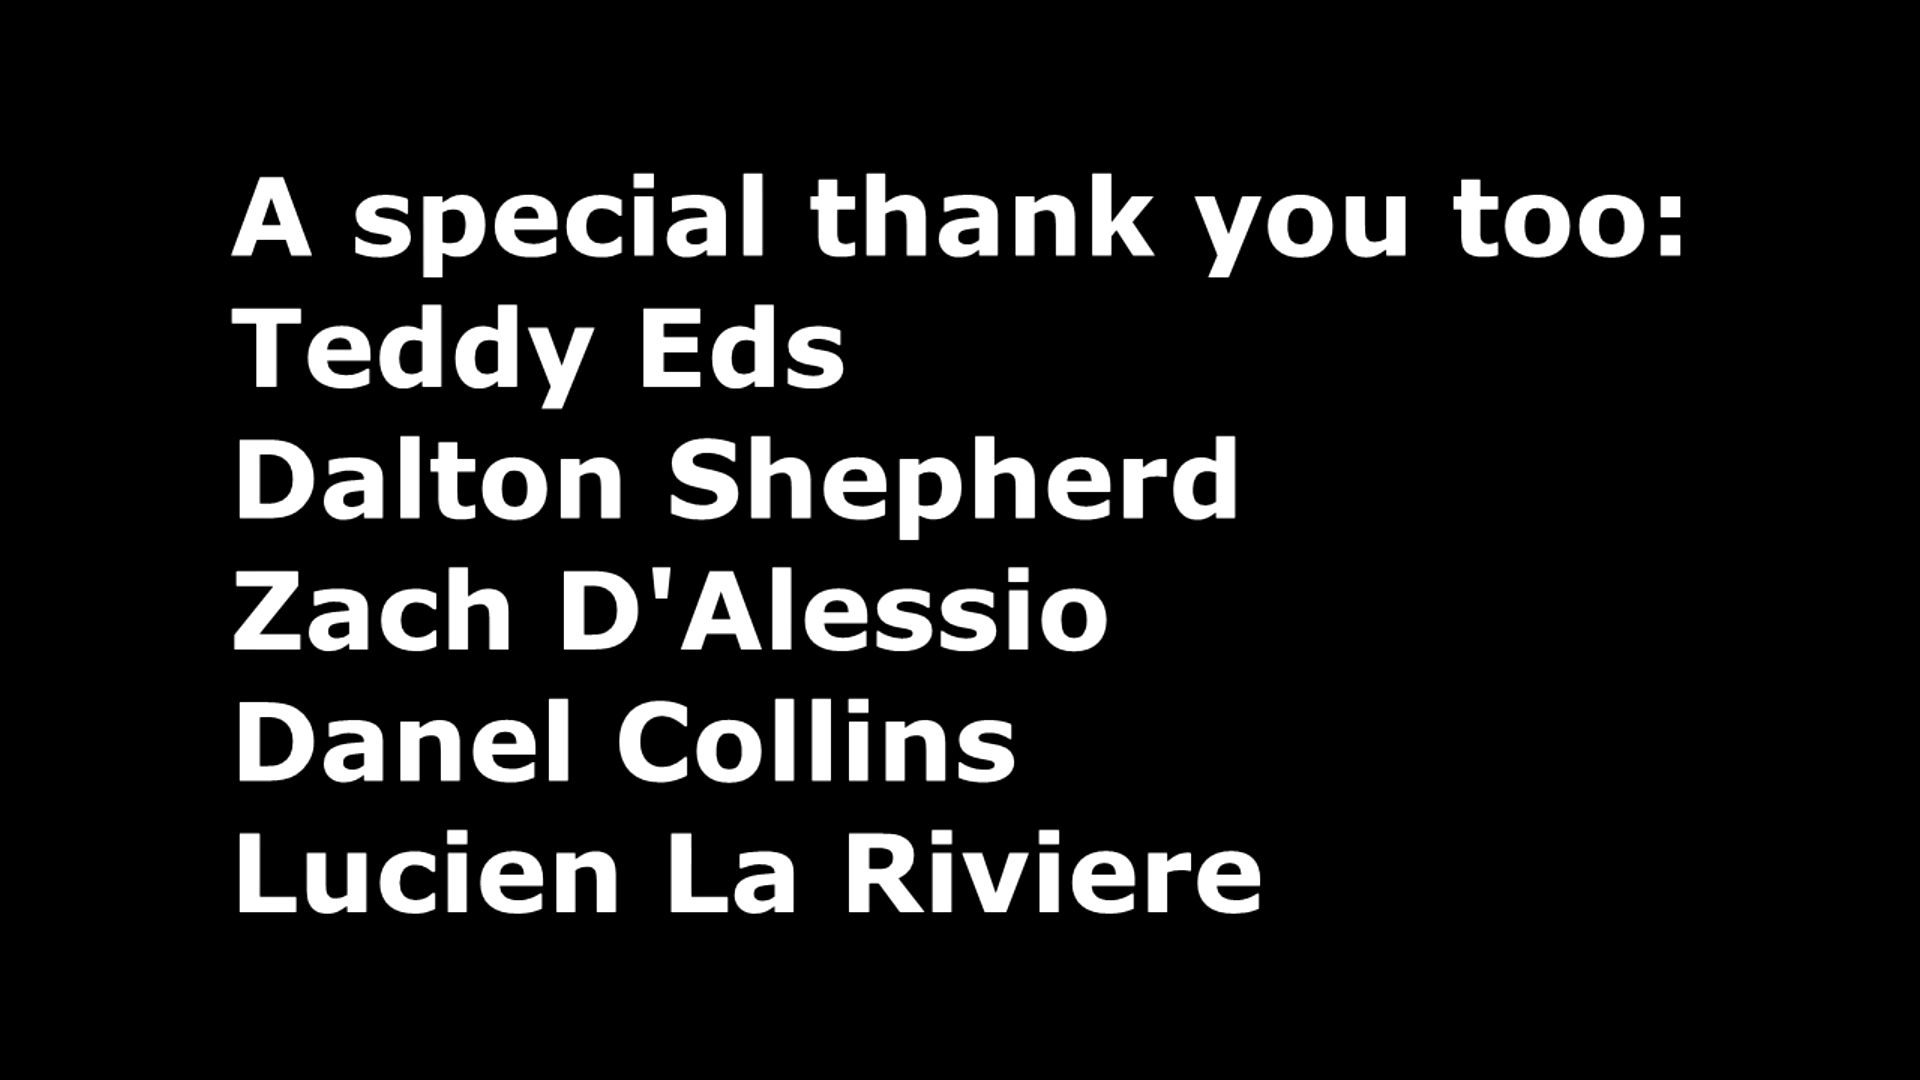 A special thank you too:
Teddy Eds
Dalton Shepherd
Zach D'Alessio
Danel Collins
Lucien La Riviere